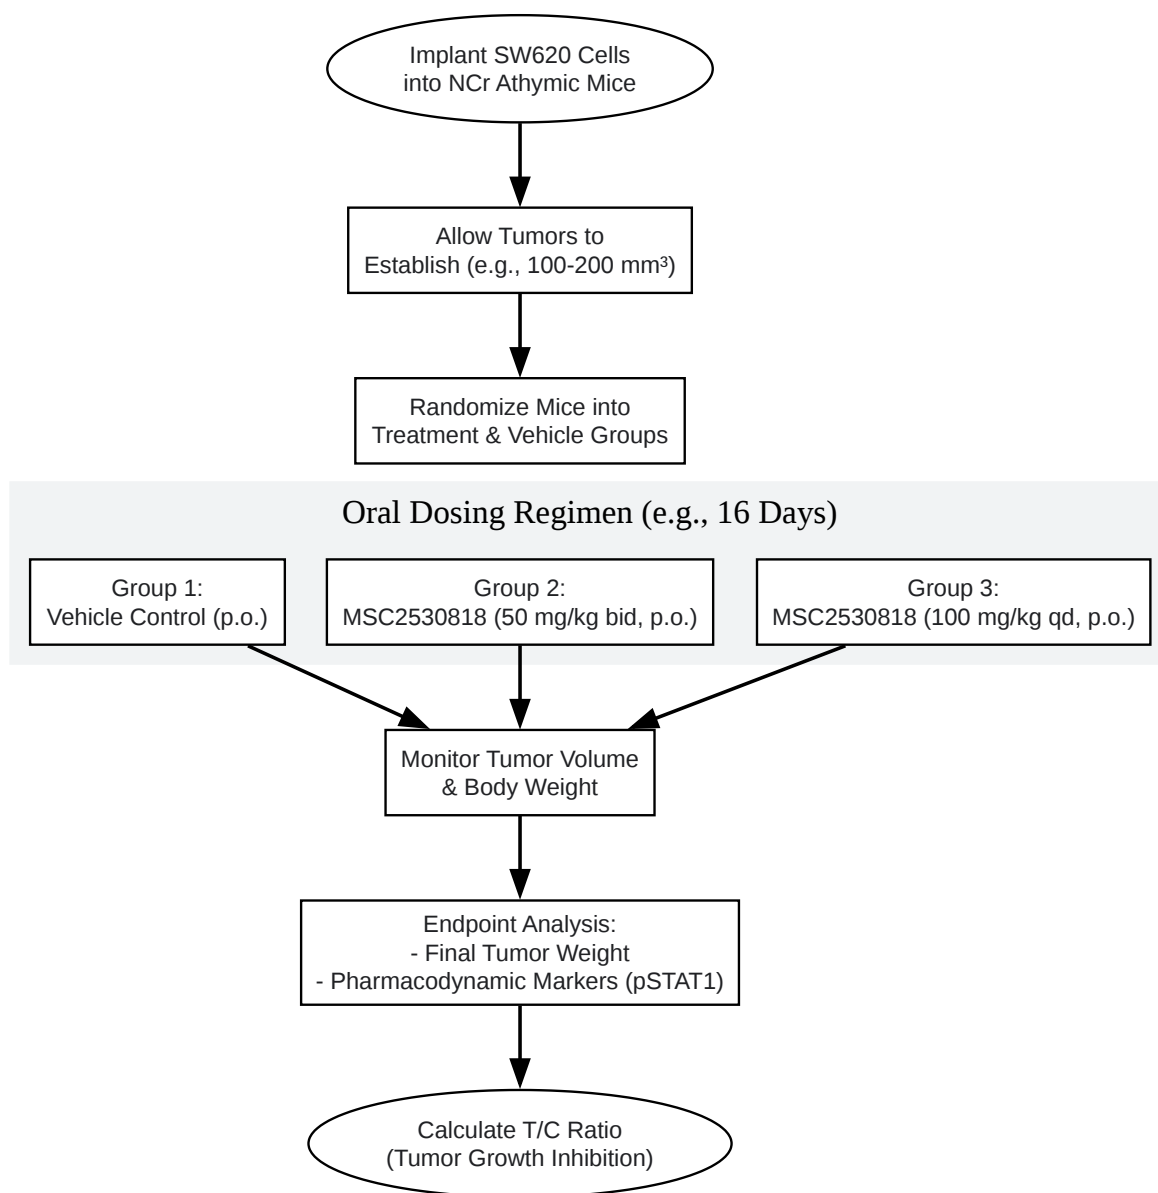 Implant SW620 Cells
into NCr Athymic Mice
Allow Tumors to
Establish (e.g., 100-200 mm³)
Randomize Mice into
Treatment & Vehicle Groups
Oral Dosing Regimen (e.g., 16 Days)
Group 1:
Vehicle Control (p.o.)
Group 2:
MSC2530818 (50 mg/kg bid, p.o.)
Group 3:
MSC2530818 (100 mg/kg qd, p.o.)
Monitor Tumor Volume
& Body Weight
Endpoint Analysis:
- Final Tumor Weight
- Pharmacodynamic Markers (pSTAT1)
Calculate T/C Ratio
(Tumor Growth Inhibition)